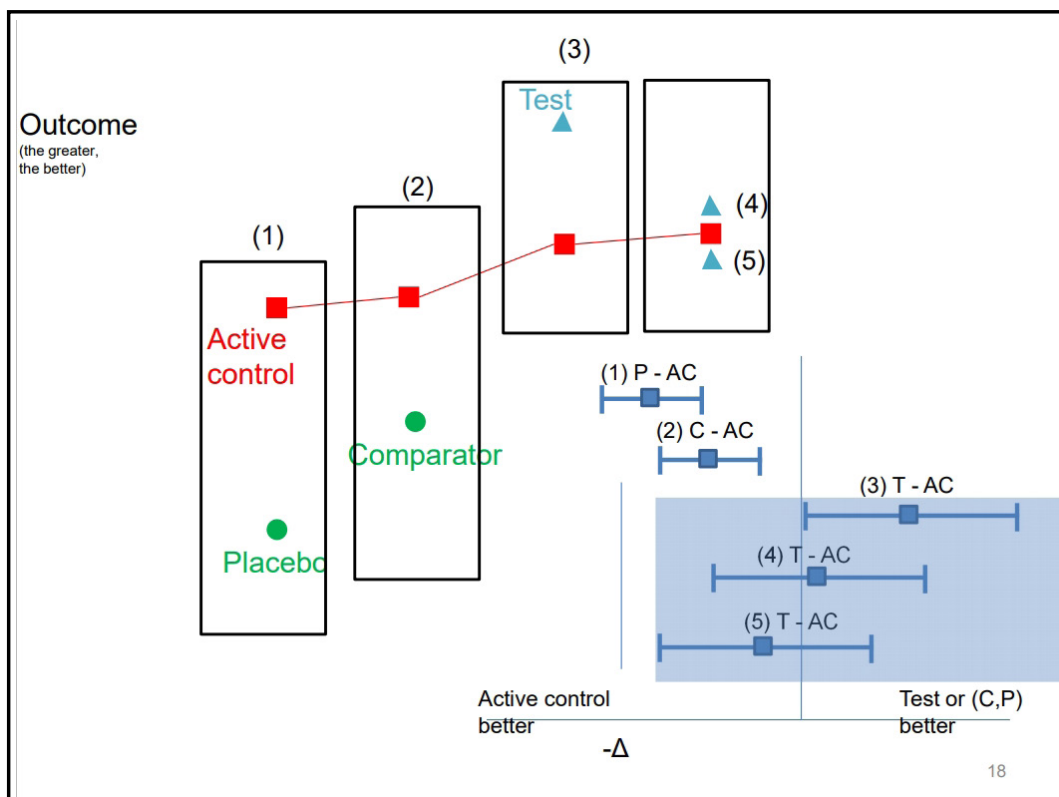 (3)
Test
Outcome
(the greater,
the better)
(2)
(4)
(1)
(5)
Active
control
(1) P - AC
(2) C - AC
Comparator
(3) T - AC
Placebo
(4) T - AC
(5) T - AC
Active control
better
Test or (C,P)
better
-Δ
18